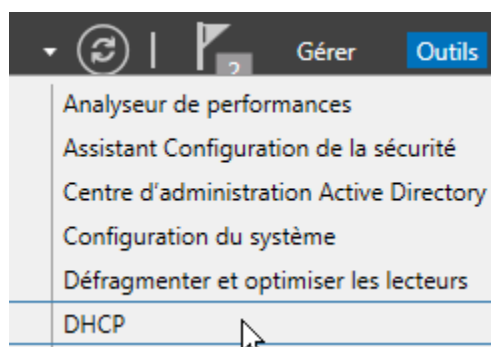 2 Gérer Outils
Analyseur de performances
Assistant Configuration de la sécurité
Centre d'administration Active Directory
Configuration du système
Défragmenter et optimiser les lecteurs
DHCP